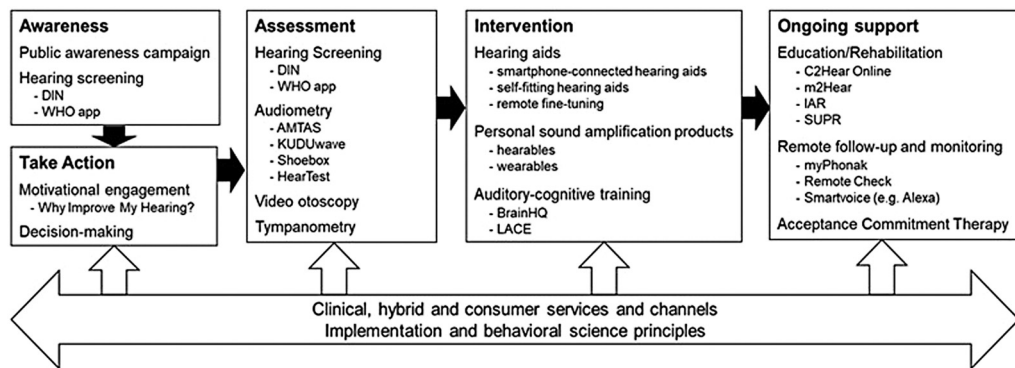 Awareness
Public awareness campaign
Hearing screening
- DIN
- WHO app
Take Action
Motivational engagement
- Why Improve My Hearing?
Decision-making
Assessment
Hearing Screening
- DIN
- WHO app
Audiometry
- AMTAS
- KUDUwave
- Shoebox
- HearTest
Video otoscopy
Tympanometry
Intervention
Hearing aids
- smartphone-connected hearing aids
- self-fitting hearing aids
- remote fine-tuning
Personal sound amplification products
- hearables
- wearables
Auditory-cognitive training
- BrainHQ
- LACE
Ongoing support
Education/Rehabilitation
- C2Hear Online
- m2Hear
- IAR
- SUPR
Remote follow-up and monitoring
- myPhonak
- Remote Check
- Smartvoice (e.g. Alexa)
Acceptance Commitment Therapy
Clinical, hybrid and consumer services and channels
Implementation and behavioral science principles